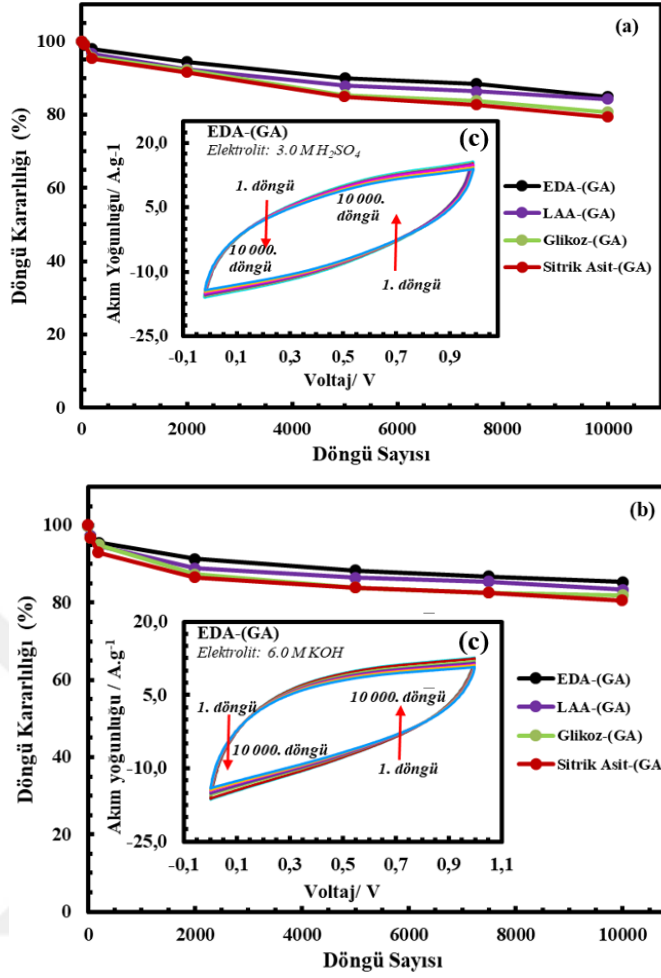 (a)
Döngü Kararlılığı (%)
100
80
60
40
20
0
0
2000
4000
6000
8000
10000
Döngü Sayısı
EDA-(GA)
LAA-(GA)
Glikoz-(GA)
Sitrik Asit-(GA)
EDA-(GA)
(c)
Elektrolit: 3.0 M H₂SO₄
Akım Yoğunluğu/ A.g-1
20,0
5,0
-10,0
-25,0
1. döngü
10 000.
döngü
10 000.
döngü
1. döngü
-0,1
0,1
0,3
0,5
0,7
0,9
Voltaj/ V
(b)
Döngü Kararlılığı (%)
100
80
60
40
20
0
0
2000
4000
6000
8000
10000
Döngü Sayısı
EDA-(GA)
LAA-(GA)
Glikoz-(GA)
Sitrik Asit-(GA)
EDA-(GA)
(c)
Elektrolit: 6.0 M KOH
Akım yoğunluğu / A.g⁻¹
20,0
5,0
-10,0
-25,0
1. döngü
10 000. döngü
10 000. döngü
1. döngü
-0,1
0,1
0,3
0,5
0,7
0,9
1,1
Voltaj/ V